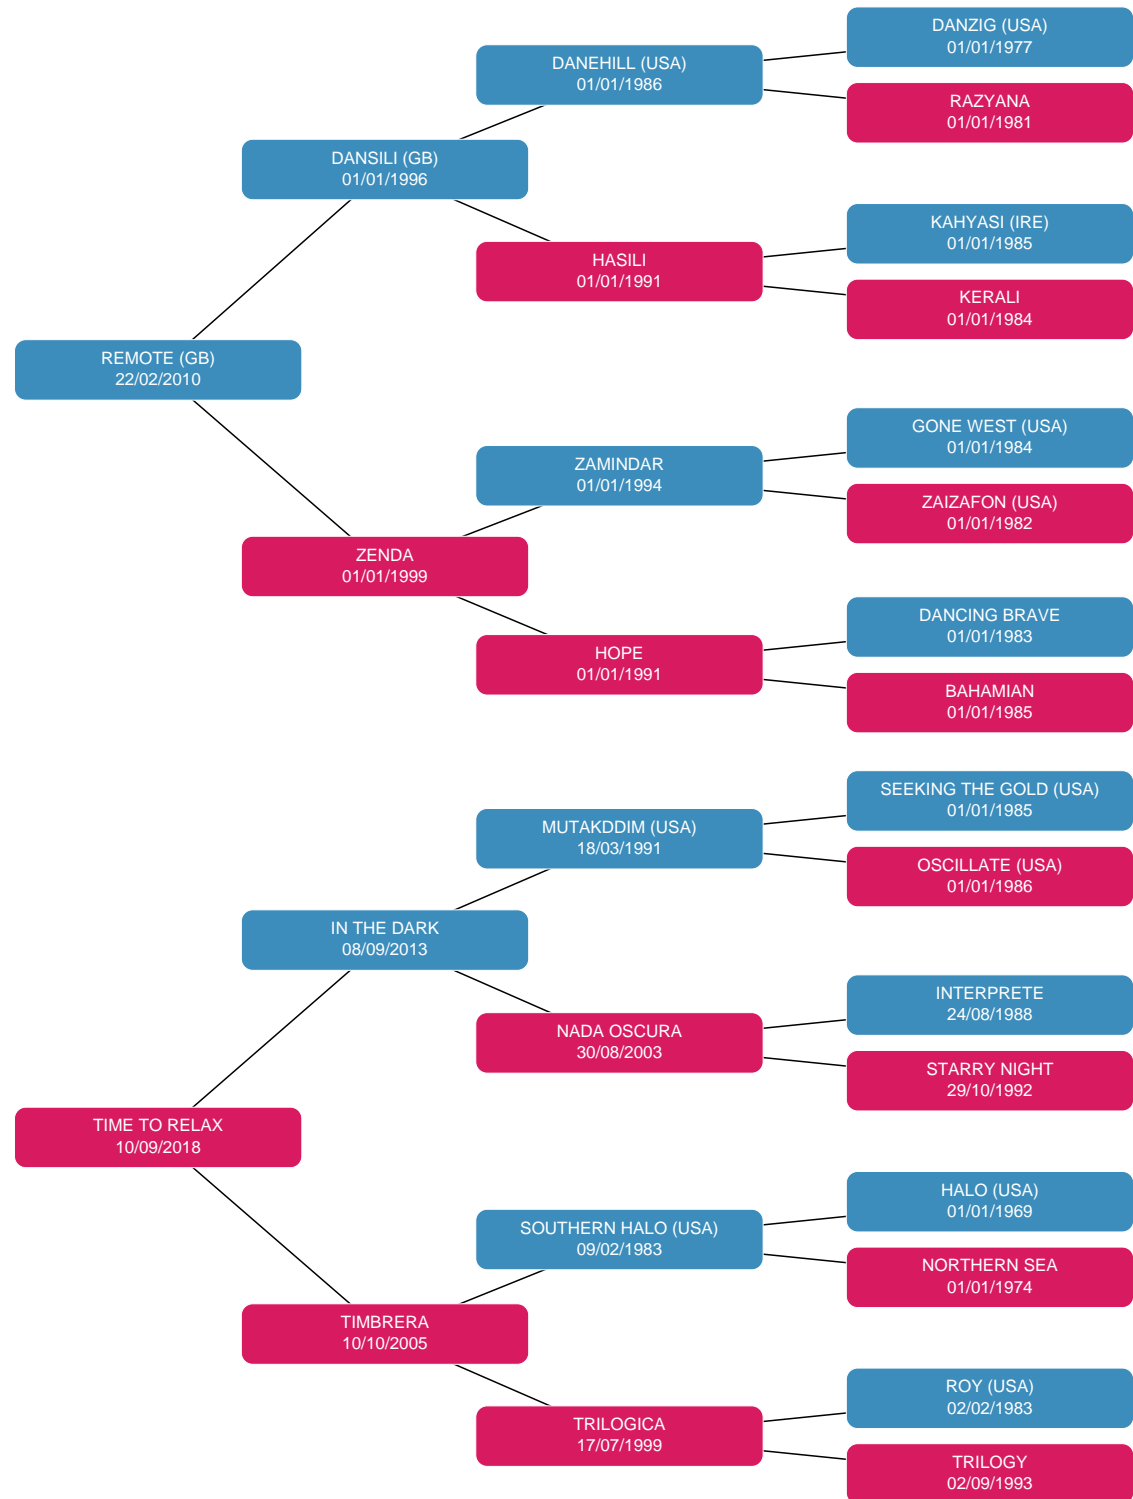 DANZIG (USA)
01/01/1977
DANEHILL (USA)
01/01/1986
RAZYANA
01/01/1981
DANSILI (GB)
01/01/1996
KAHYASI (IRE)
01/01/1985
HASILI
01/01/1991
KERALI
01/01/1984
REMOTE (GB)
22/02/2010
GONE WEST (USA)
01/01/1984
ZAMINDAR
01/01/1994
ZAIZAFON (USA)
01/01/1982
ZENDA
01/01/1999
DANCING BRAVE
01/01/1983
HOPE
01/01/1991
BAHAMIAN
01/01/1985
SEEKING THE GOLD (USA)
01/01/1985
MUTAKDDIM (USA)
18/03/1991
OSCILLATE (USA)
01/01/1986
IN THE DARK
08/09/2013
INTERPRETE
24/08/1988
NADA OSCURA
30/08/2003
STARRY NIGHT
29/10/1992
TIME TO RELAX
10/09/2018
HALO (USA)
01/01/1969
SOUTHERN HALO (USA)
09/02/1983
NORTHERN SEA
01/01/1974
TIMBRERA
10/10/2005
ROY (USA)
02/02/1983
TRILOGICA
17/07/1999
TRILOGY
02/09/1993